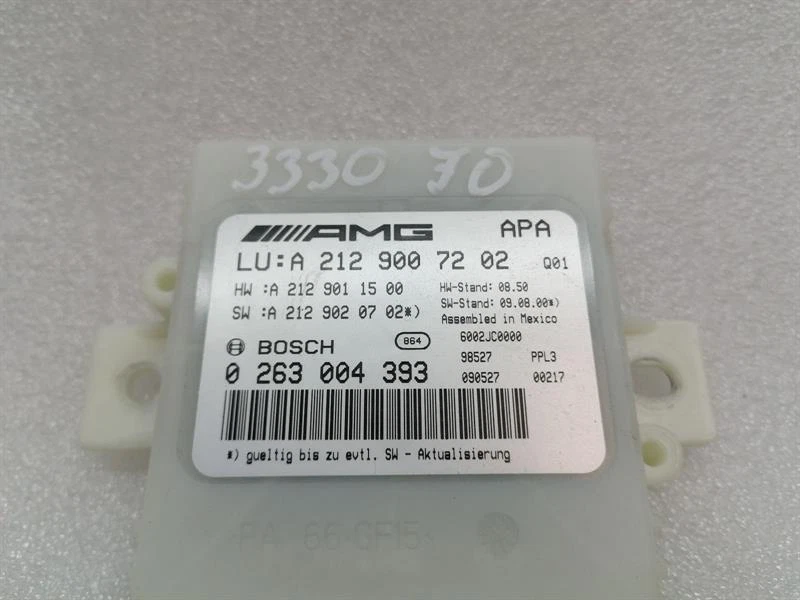 3330 70
AMG APA
LU:A 212 900 72 02 Q01
HW :A 212 901 15 00 HW-Stand: 08.50
SW :A 212 902 07 02*) SW-Stand: 09.08.00*)
Assembled in Mexico
BOSCH 864 6002JC0000
98527 PPL3
0 263 004 393 090527 00217
*) gueltig bis zu evtl. SW - Aktualisierung
PA 66-GF15